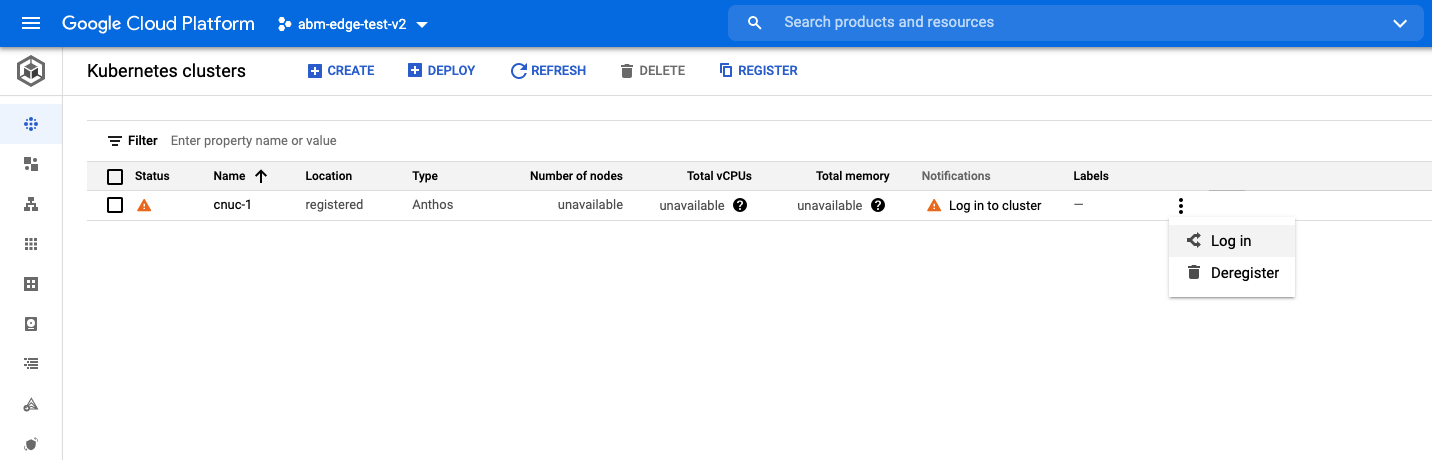 Google Cloud Platform abm-edge-test-v2 Search products and resources
Kubernetes clusters CREATE DEPLOY REFRESH DELETE REGISTER
Filter Enter property name or value
Status Name Location Type Number of nodes Total vCPUs Total memory Notifications Labels
cnuc-1 registered Anthos unavailable unavailable ? unavailable ? Log in to cluster —
Log in
Deregister